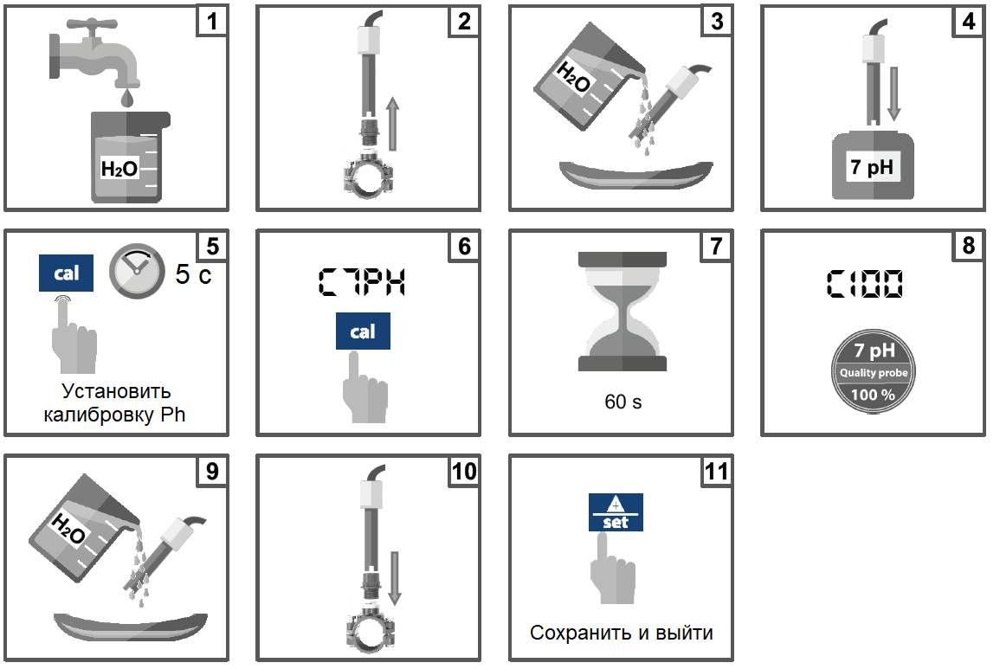 1
H₂O
2
3
H₂O
4
7 pH
5
cal
5 с
Установить
калибровку Ph
6
C7PH
cal
7
60 s
8
C100
7 pH
Quality probe
100 %
9
H₂O
10
11
+
set
Сохранить и выйти